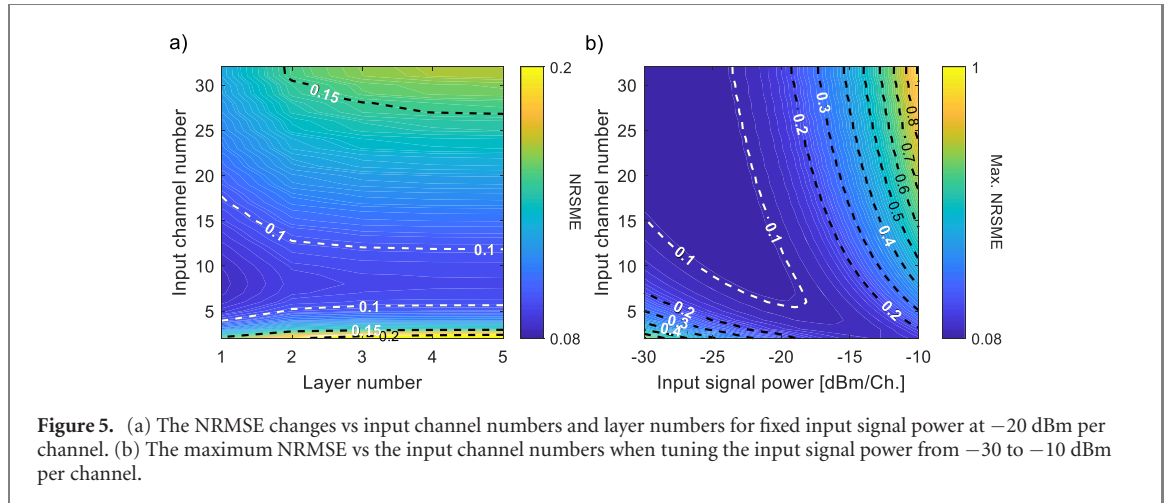 a)
Input channel number
30
25
20
15
10
5
1 2 3 4 5
Layer number
0.15
0.1
0.1
0.1
0.15
0.2
0.2
NRSME
0.08
b)
Input channel number
30
25
20
15
10
5
-30 -25 -20 -15 -10
Input signal power [dBm/Ch.]
0.1
0.1
0.2
0.3
0.4
0.2
0.3
0.4
0.5
0.6
0.7
0.8
0.2
1
Max. NRSME
0.08
Figure 5. (a) The NRMSE changes vs input channel numbers and layer numbers for fixed input signal power at −20 dBm per
channel. (b) The maximum NRMSE vs the input channel numbers when tuning the input signal power from −30 to −10 dBm
per channel.